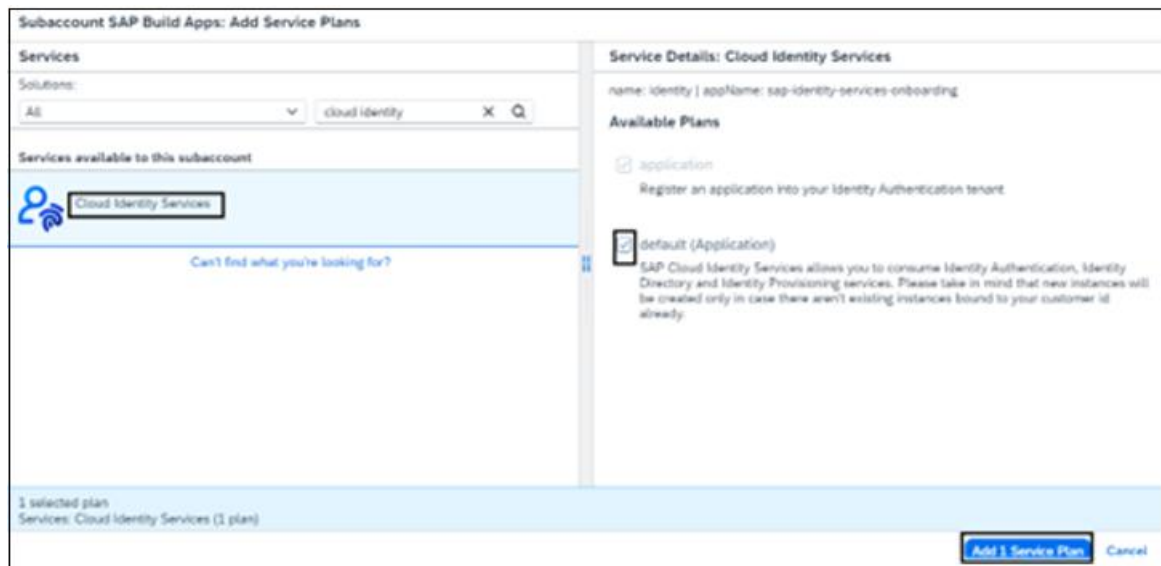 Subaccount SAP Build Apps: Add Service Plans
Services
Solutions:
All
cloud identity
Services available to this subaccount
Cloud Identity Services
Can't find what you're looking for?
Service Details: Cloud Identity Services
name: identity | appName: sap-identity-services-onboarding
Available Plans
application
Register an application into your Identity Authentication tenant
default (Application)
SAP Cloud Identity Services allows you to consume Identity Authentication, Identity
Directory and Identity Provisioning services. Please take in mind that new instances will
be created only in case there aren't existing instances bound to your customer id
already.
1 selected plan
Services: Cloud Identity Services (1 plan)
Add 1 Service Plan
Cancel